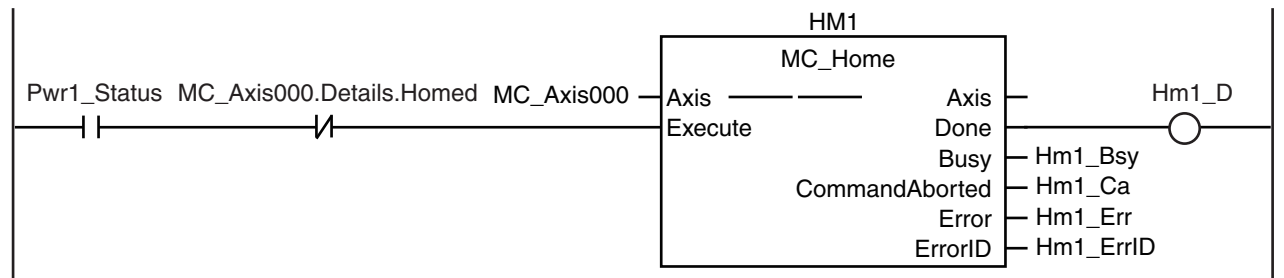 HM1
MC_Home
Pwr1_Status MC_Axis000.Details.Homed MC_Axis000 Axis Axis Hm1_D
Execute Done
Busy Hm1_Bsy
CommandAborted Hm1_Ca
Error Hm1_Err
ErrorID Hm1_ErrID